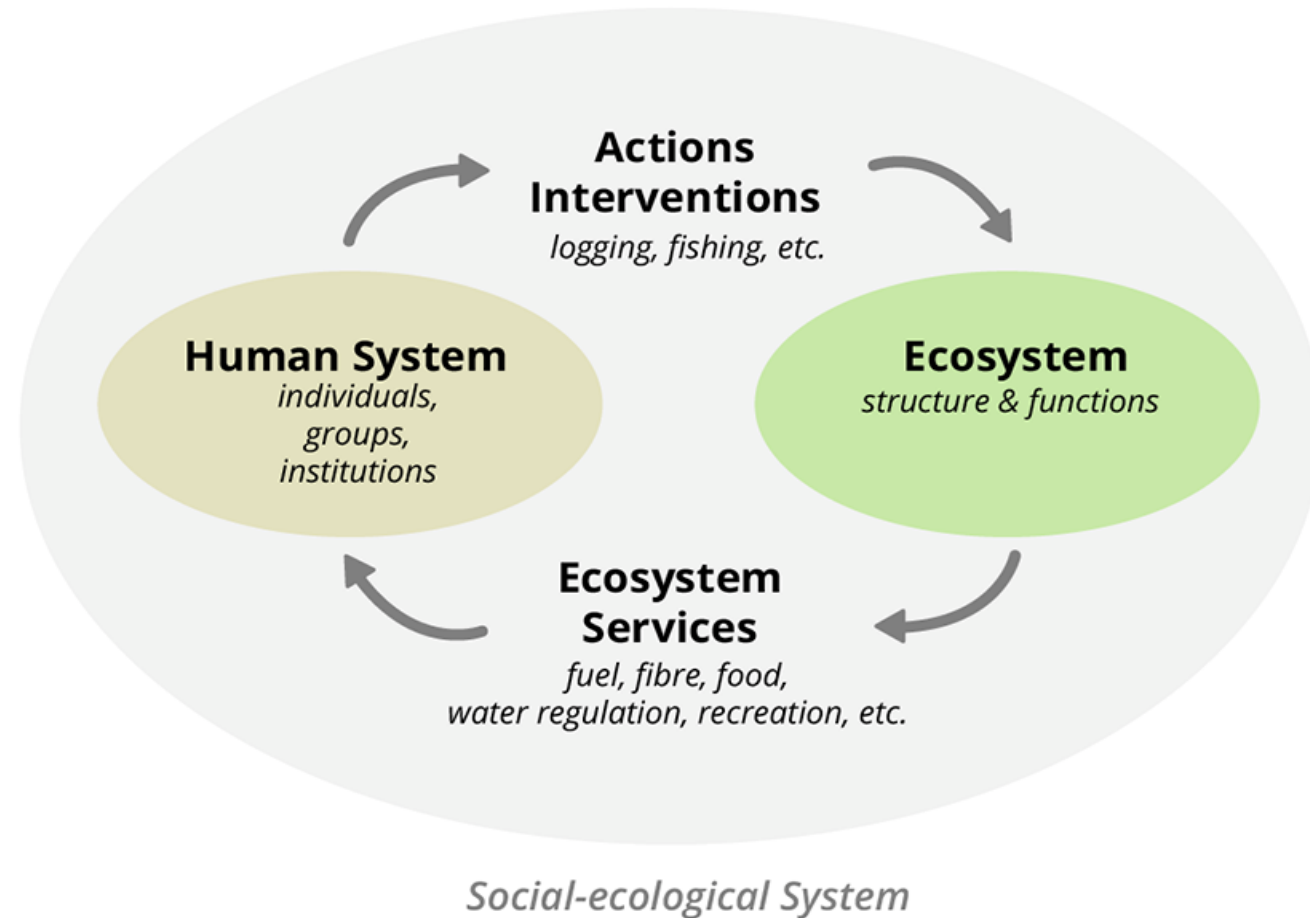 Actions
Interventions
logging, fishing, etc.
Human System
individuals,
groups,
institutions
Ecosystem
structure & functions
Ecosystem
Services
fuel, fibre, food,
water regulation, recreation, etc.
Social-ecological System